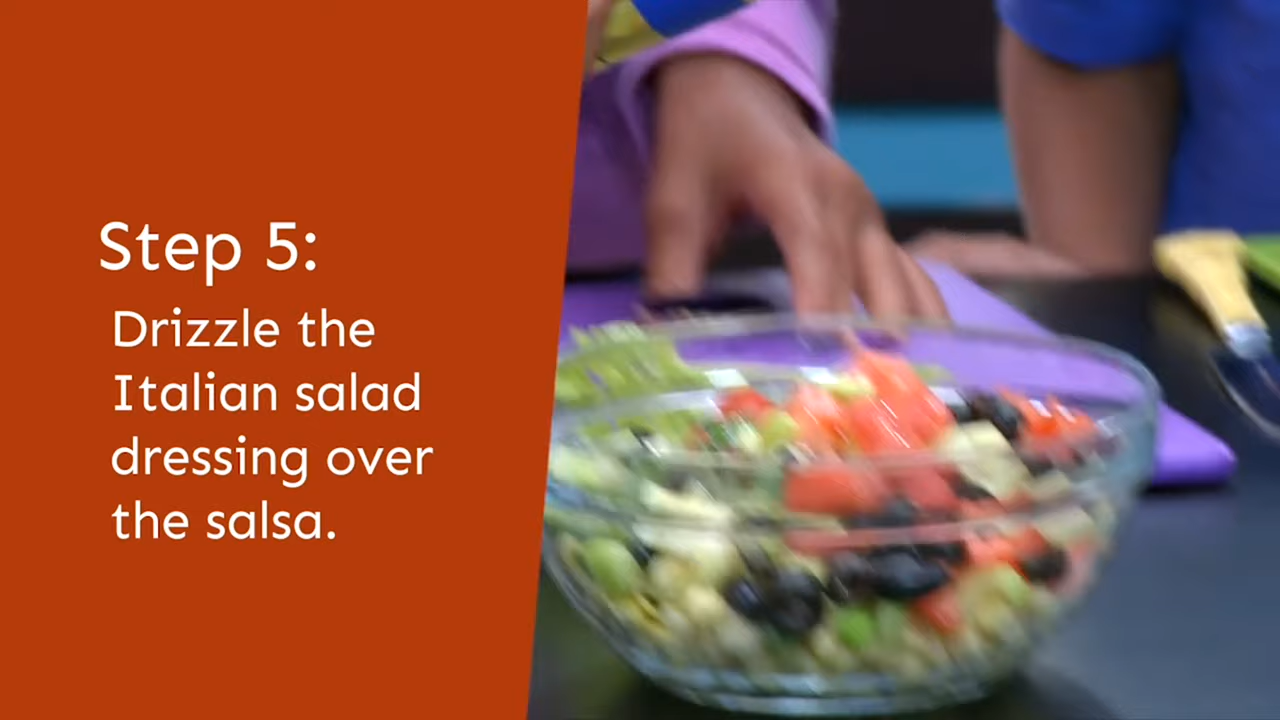 Step 5:
Drizzle the
Italian salad
dressing over
the salsa.